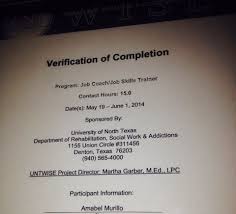 Verification of Completion
Program: Job Coach/Job Skills Trainer
Contact Hours: 15.0
Date(s): May 19 – June 1, 2014
Sponsored By:
University of North Texas
Department of Rehabilitation, Social Work & Addictions
1155 Union Circle #311456
Denton, Texas 76203
(940) 565-4000
UNTWISE Project Director: Martha Garber, M.Ed., LPC
Participant Information:
Amabel Murillo